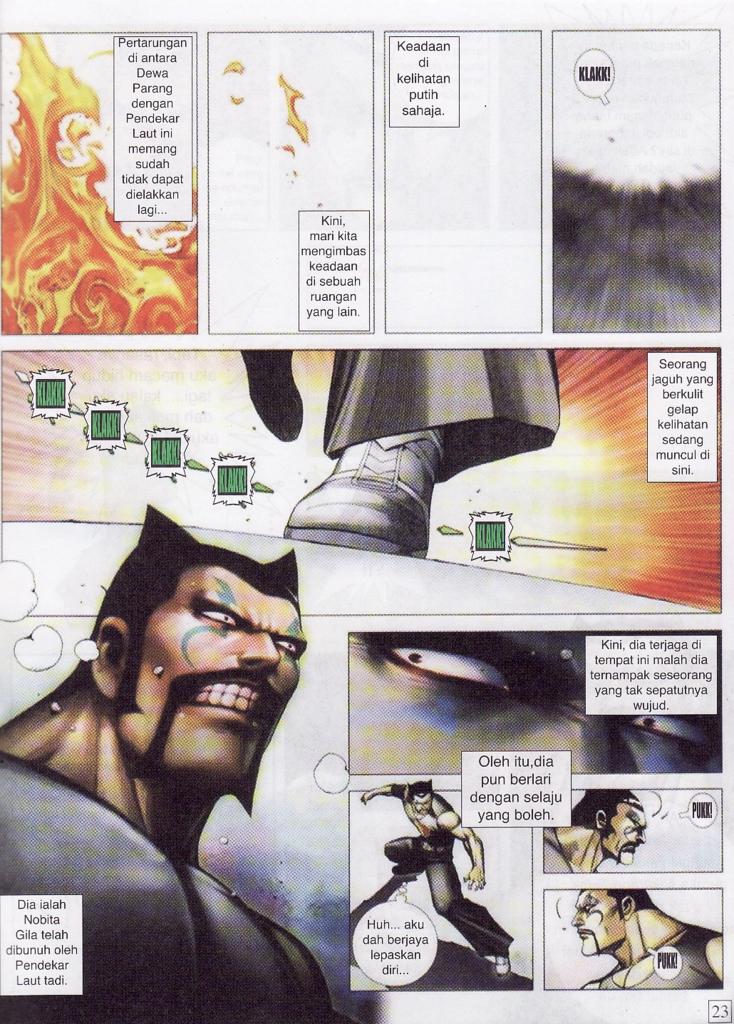 Pertarungan
di antara
Dewa
Parang
dengan
Pendekar
Laut ini
memang
sudah
tidak dapat
dielakkan
lagi...
Kini,
mari kita
mengimbas
keadaan
di sebuah
ruangan
yang lain.
Keadaan
di
kelihatan
putih
sahaja.
KLAKK!
KLAKK!
KLAKK!
KLAKK!
KLAKK!
KLAKK!
Seorang
jaguh yang
berkulit
gelap
kelihatan
sedang
muncul di
sini.
Kini, dia terjaga di
tempat ini malah dia
ternampak seseorang
yang tak sepatutnya
wujud.
Oleh itu,dia
pun berlari
dengan selaju
yang boleh.
PUKK!
Huh... aku
dah berjaya
lepaskan
diri...
PUKK!
Dia ialah
Nobita
Gila telah
dibunuh oleh
Pendekar
Laut tadi.
23